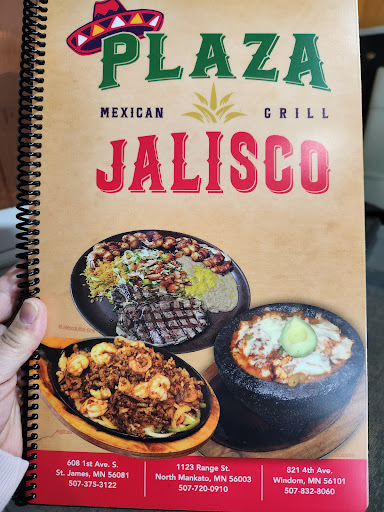 PLAZA
MEXICAN GRILL
JALISCO
608 1st Ave. S.
St. James, MN 56081
507-375-3122
1123 Range St.
North Mankato, MN 56003
507-720-0910
821 4th Ave.
Windom, MN 56101
507-832-8060